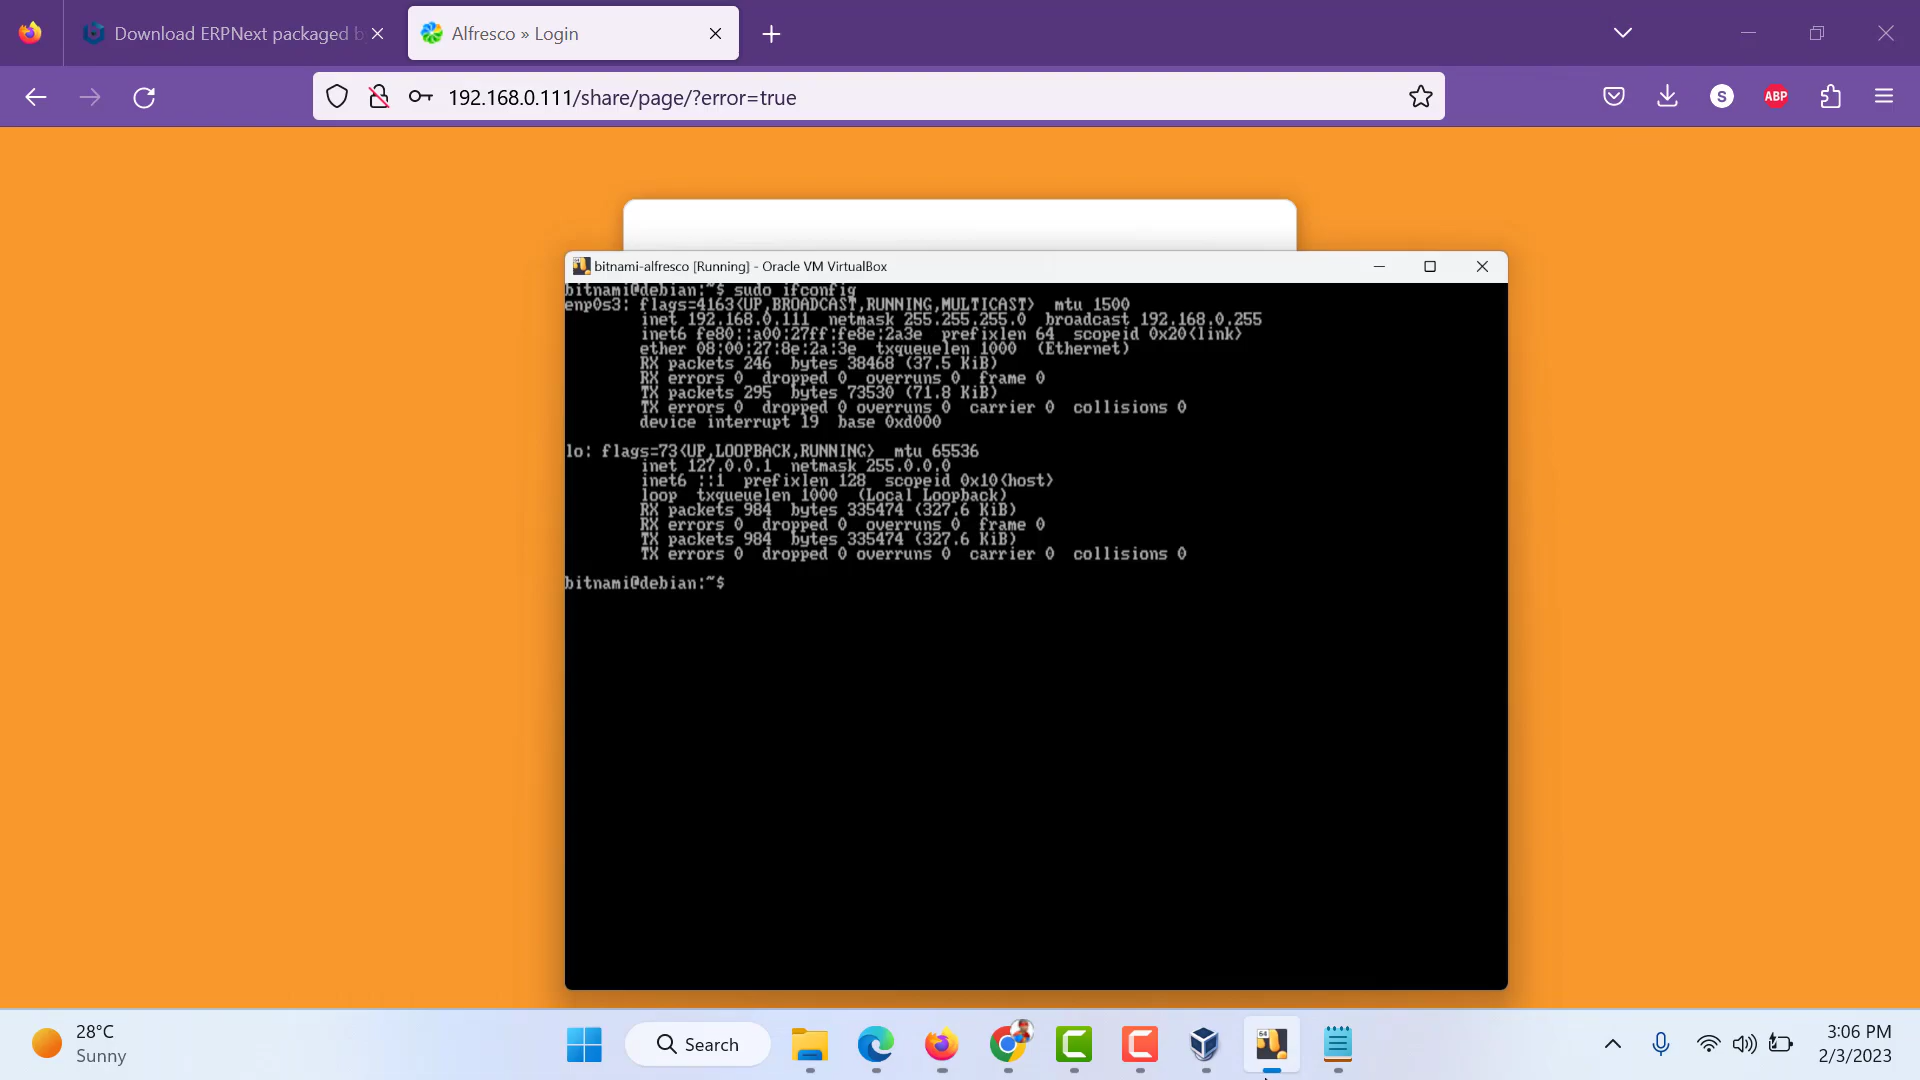 Download ERPNext packaged b
Alfresco » Login
192.168.0.111/share/page/?error=true
S
ABP
bitnami-alfresco [Running] - Oracle VM VirtualBox
bitnami@debian:~$ sudo ifconfig
enp0s3: flags=4163<UP,BROADCAST,RUNNING,MULTICAST>  mtu 1500
inet 192.168.0.111  netmask 255.255.255.0  broadcast 192.168.0.255
inet6 fe80::a00:27ff:fe8e:2a3e  prefixlen 64  scopeid 0x20<link>
ether 08:00:27:8e:2a:3e  txqueuelen 1000  (Ethernet)
RX packets 246  bytes 38468 (37.5 KiB)
RX errors 0  dropped 0  overruns 0  frame 0
TX packets 295  bytes 73530 (71.8 KiB)
TX errors 0  dropped 0 overruns 0  carrier 0  collisions 0
device interrupt 19  base 0xd000
lo: flags=73<UP,LOOPBACK,RUNNING>  mtu 65536
inet 127.0.0.1  netmask 255.0.0.0
inet6 ::1  prefixlen 128  scopeid 0x10<host>
loop  txqueuelen 1000  (Local Loopback)
RX packets 984  bytes 335474 (327.6 KiB)
RX errors 0  dropped 0  overruns 0  frame 0
TX packets 984  bytes 335474 (327.6 KiB)
TX errors 0  dropped 0 overruns 0  carrier 0  collisions 0
bitnami@debian:~$
28°C
Sunny
Search
64
3:06 PM
2/3/2023